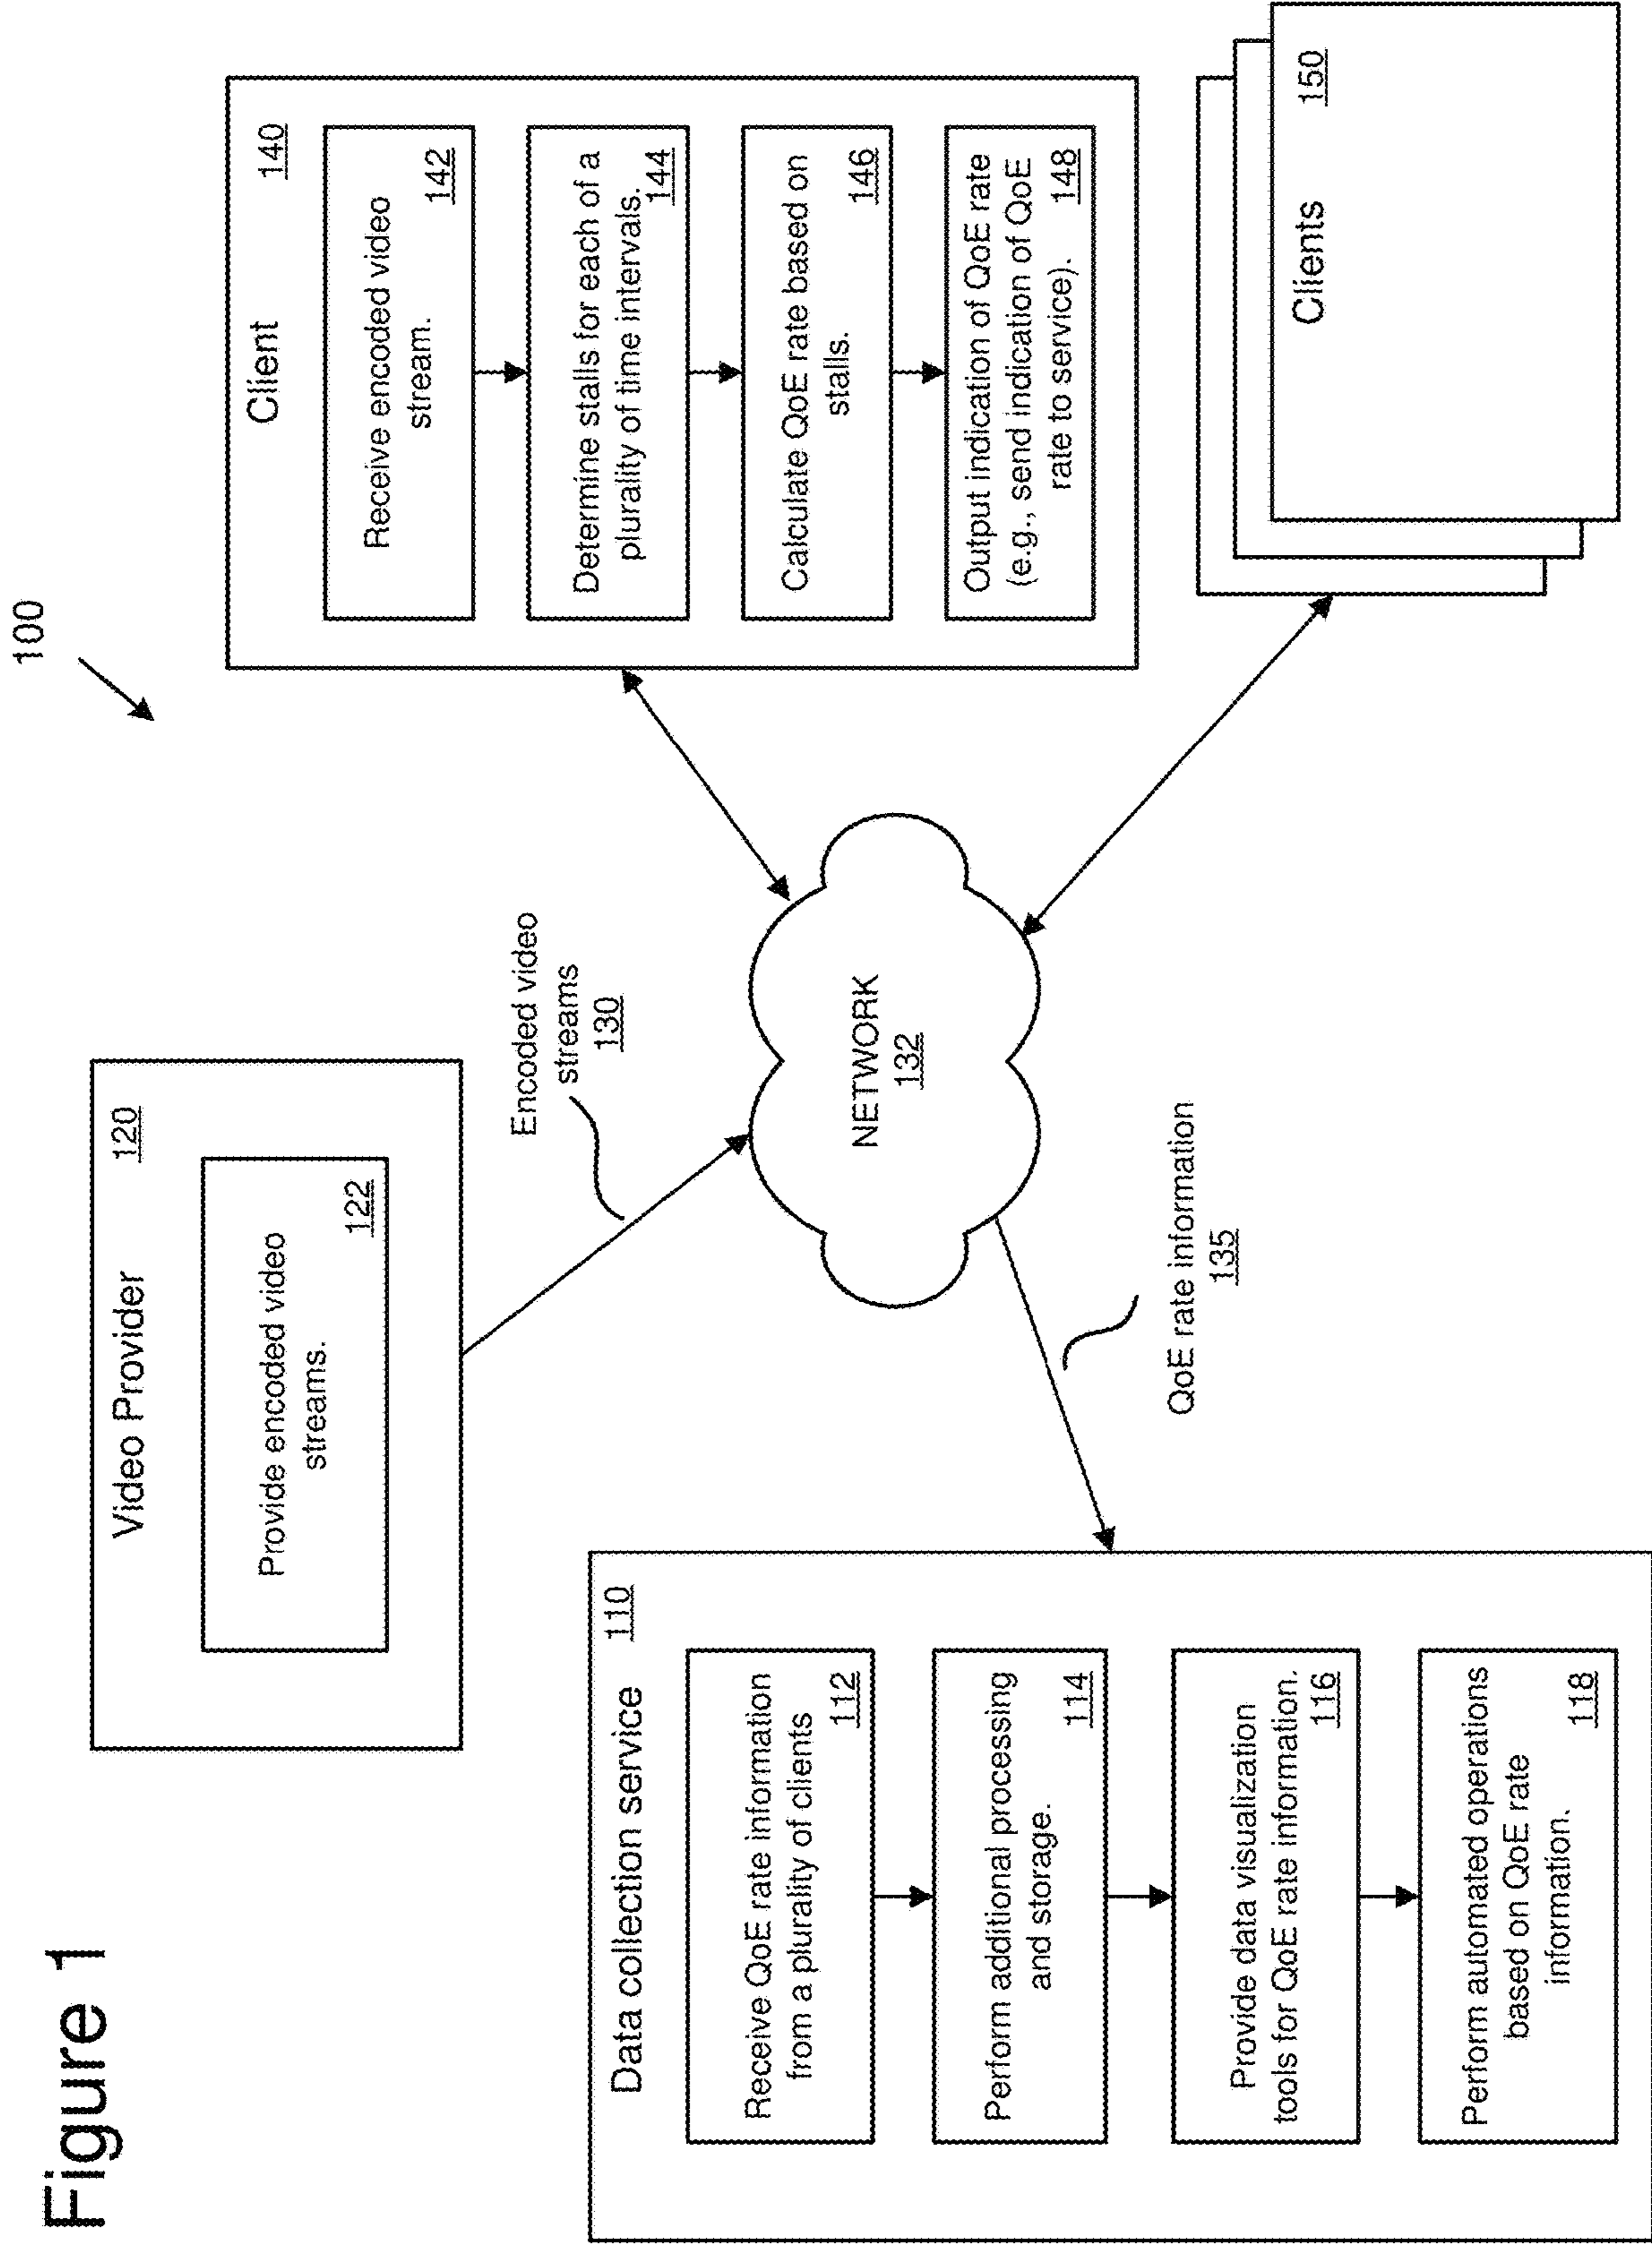 Figure 1
100
Video Provider
120
Provide encoded video
streams.
122
Client
140
Receive encoded video
stream.
142
Determine stalls for each of a
plurality of time intervals.
144
Calculate QoE rate based on
stalls.
146
Output indication of QoE rate
(e.g., send indication of QoE
rate to service).
148
Encoded video
streams
130
NETWORK
132
Data collection service
110
Receive QoE rate information
from a plurality of clients
112
Perform additional processing
and storage.
114
Provide data visualization
tools for QoE rate information.
116
Perform automated operations
based on QoE rate
information.
118
QoE rate information
135
Clients
150